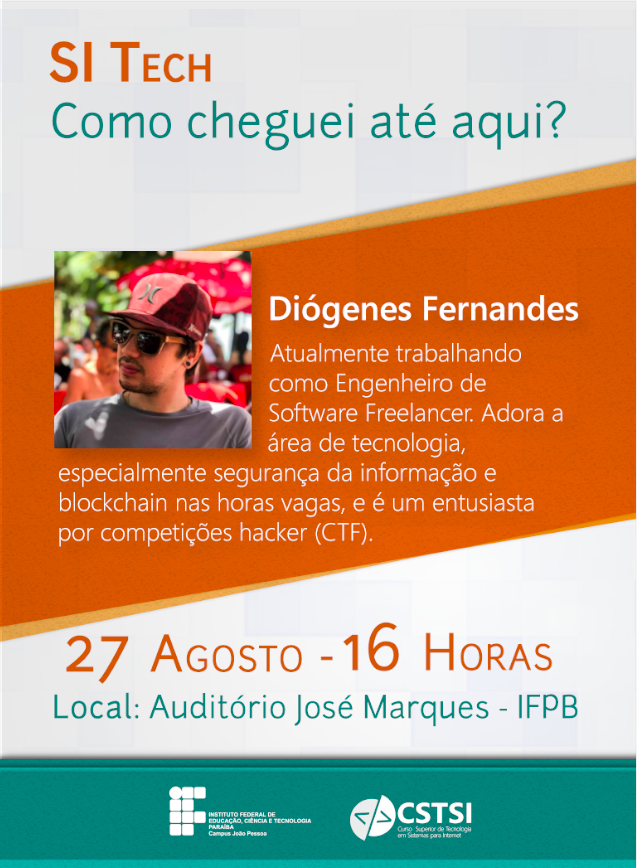 SI TECH
Como cheguei até aqui?
Diógenes Fernandes
Atualmente trabalhando
como Engenheiro de
Software Freelancer. Adora a
área de tecnologia,
especialmente segurança da informação e
blockchain nas horas vagas, e é um entusiasta
por competições hacker (CTF).
27 AGOSTO - 16 HORAS
Local: Auditório José Marques - IFPB
INSTITUTO FEDERAL DE
EDUCAÇÃO, CIÊNCIA E TECNOLOGIA
PARAÍBA
Campus João Pessoa
</> CSTSI
Curso Superior de Tecnologia
em Sistemas para Internet